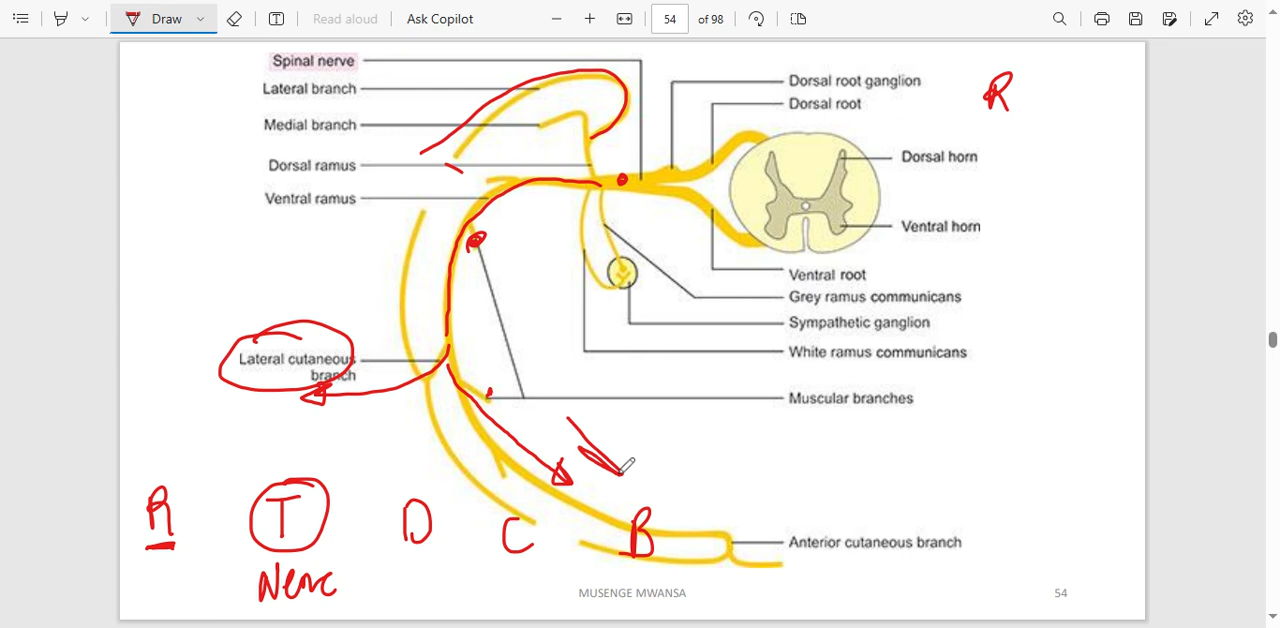 Draw
Read aloud
Ask Copilot
54
of 98
Spinal nerve
Lateral branch
Medial branch
Dorsal ramus
Ventral ramus
Lateral cutaneous
branch
Dorsal root ganglion
Dorsal root
R
Dorsal horn
Ventral horn
Ventral root
Grey ramus communicans
Sympathetic ganglion
White ramus communicans
Muscular branches
Anterior cutaneous branch
R T D C B
Nerve
MUSENGE MWANSA
54